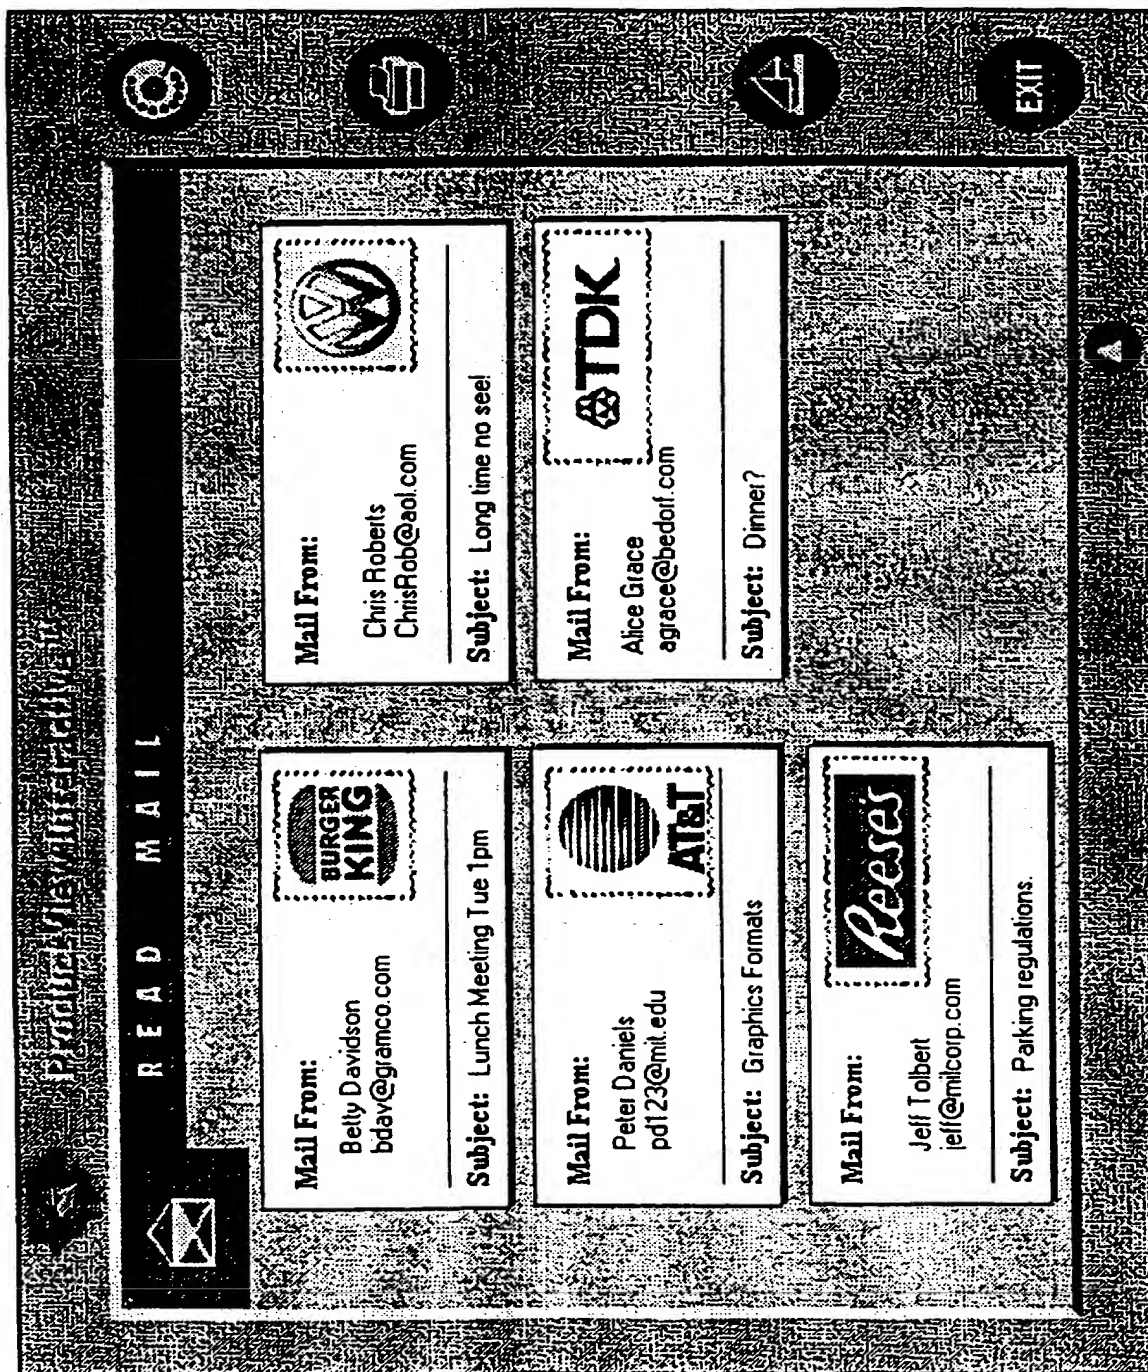 ProductView Interactive
READ MAIL
Mail From:
Betty Davidson
bdav@gramco.com
BURGER
KING
Subject: Lunch Meeting Tue 1pm
Mail From:
Chris Roberts
ChrisRob@aol.com
Subject: Long time no see!
Mail From:
Peter Daniels
pd123@mit.edu
AT&T
Subject: Graphics Formats
Mail From:
Alice Grace
agrace@bedorf.com
TDK
Subject: Dinner?
Mail From:
Jeff Tolbert
jeff@milcorp.com
Reese's
Subject: Parking regulations.
EXIT